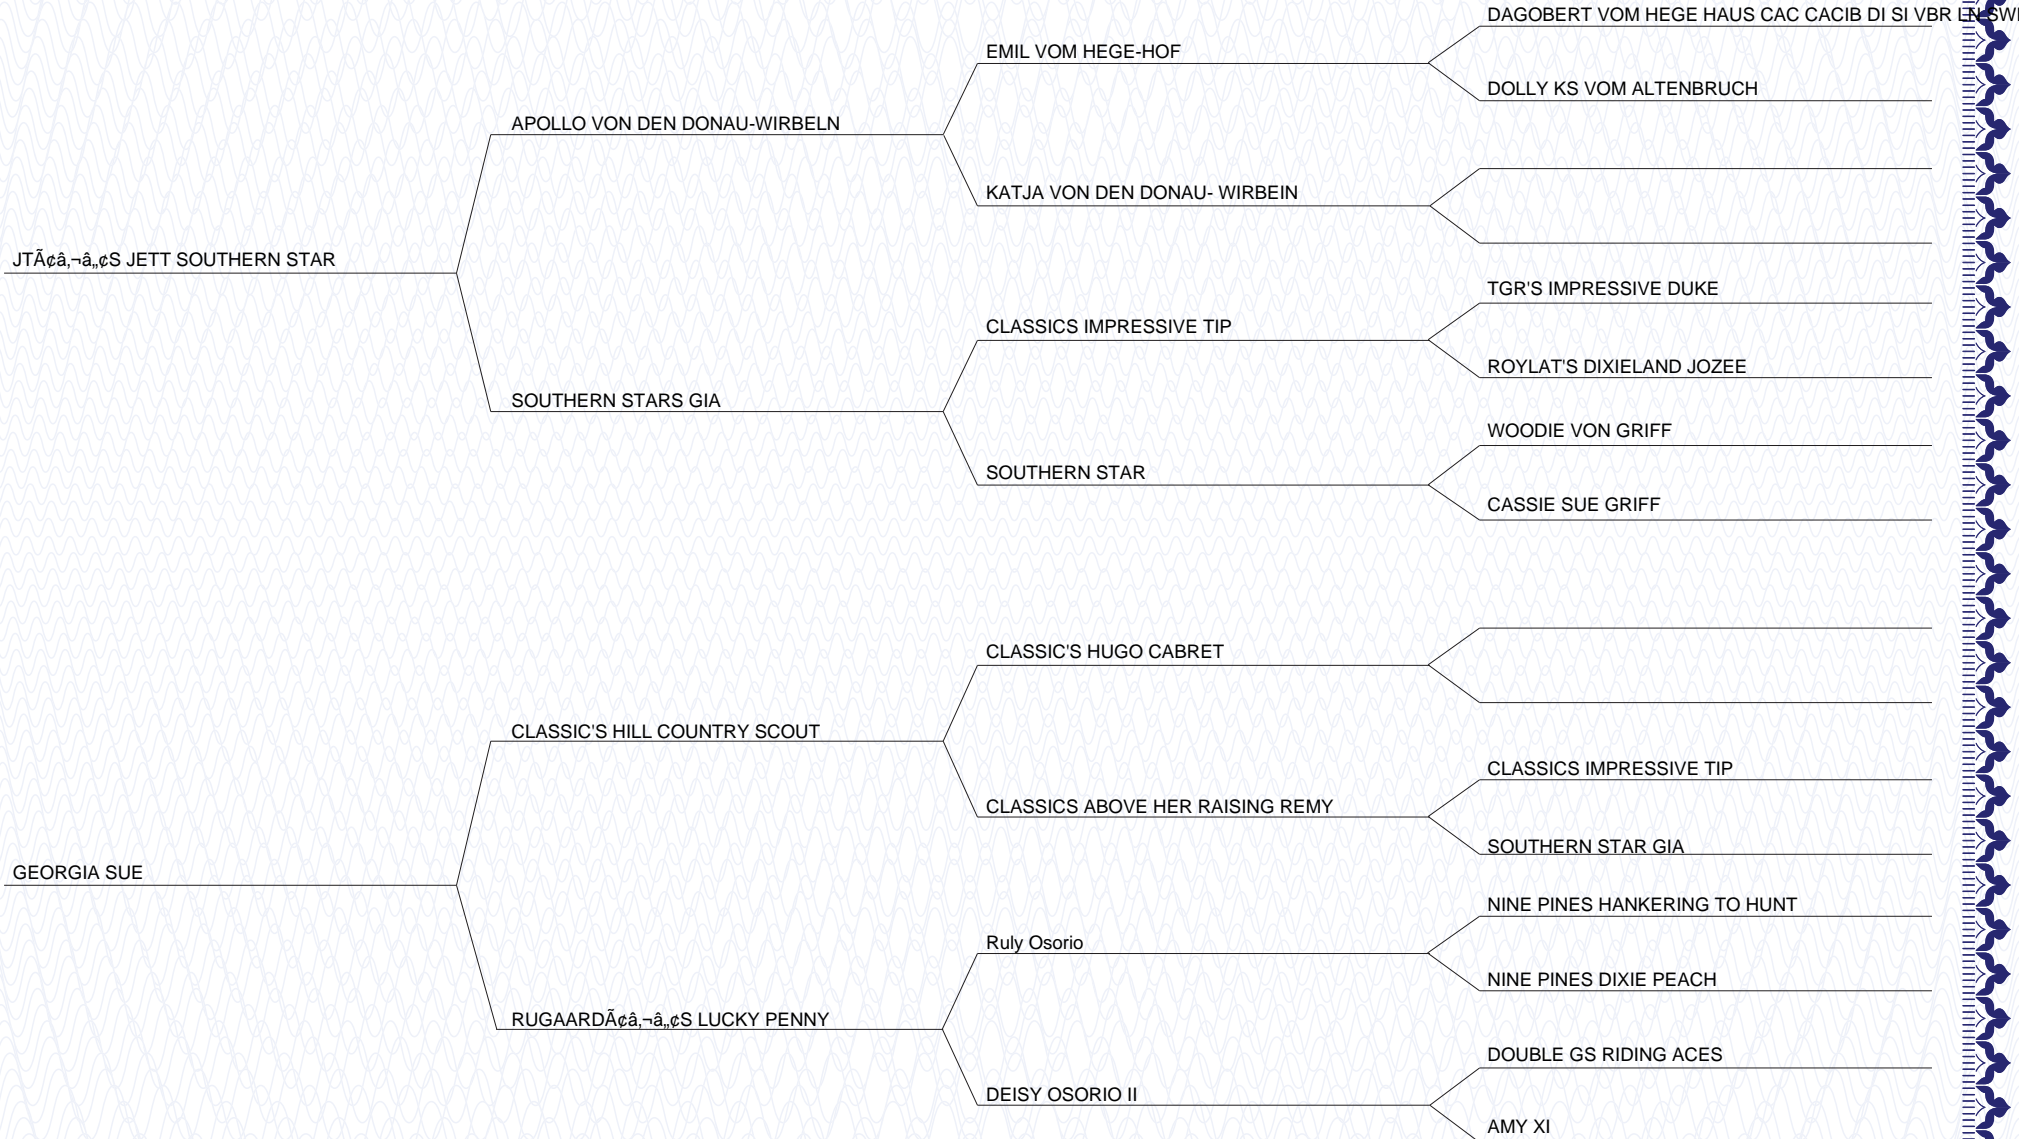 DAGOBERT VOM HEGE HAUS CAC CACIB DI SI VBR LN
EMIL VOM HEGE-HOF
DOLLY KS VOM ALTENBRUCH
APOLLO VON DEN DONAU-WIRBELN
KATJA VON DEN DONAU- WIRBEIN
JTÃ¢â‚¬â„¢S JETT SOUTHERN STAR
TGR'S IMPRESSIVE DUKE
CLASSICS IMPRESSIVE TIP
ROYLAT'S DIXIELAND JOZEE
SOUTHERN STARS GIA
WOODIE VON GRIFF
SOUTHERN STAR
CASSIE SUE GRIFF
CLASSIC'S HUGO CABRET
CLASSIC'S HILL COUNTRY SCOUT
CLASSICS IMPRESSIVE TIP
CLASSICS ABOVE HER RAISING REMY
SOUTHERN STAR GIA
GEORGIA SUE
NINE PINES HANKERING TO HUNT
Ruly Osorio
NINE PINES DIXIE PEACH
RUGAARDÃ¢â‚¬â„¢S LUCKY PENNY
DOUBLE GS RIDING ACES
DEISY OSORIO II
AMY XI